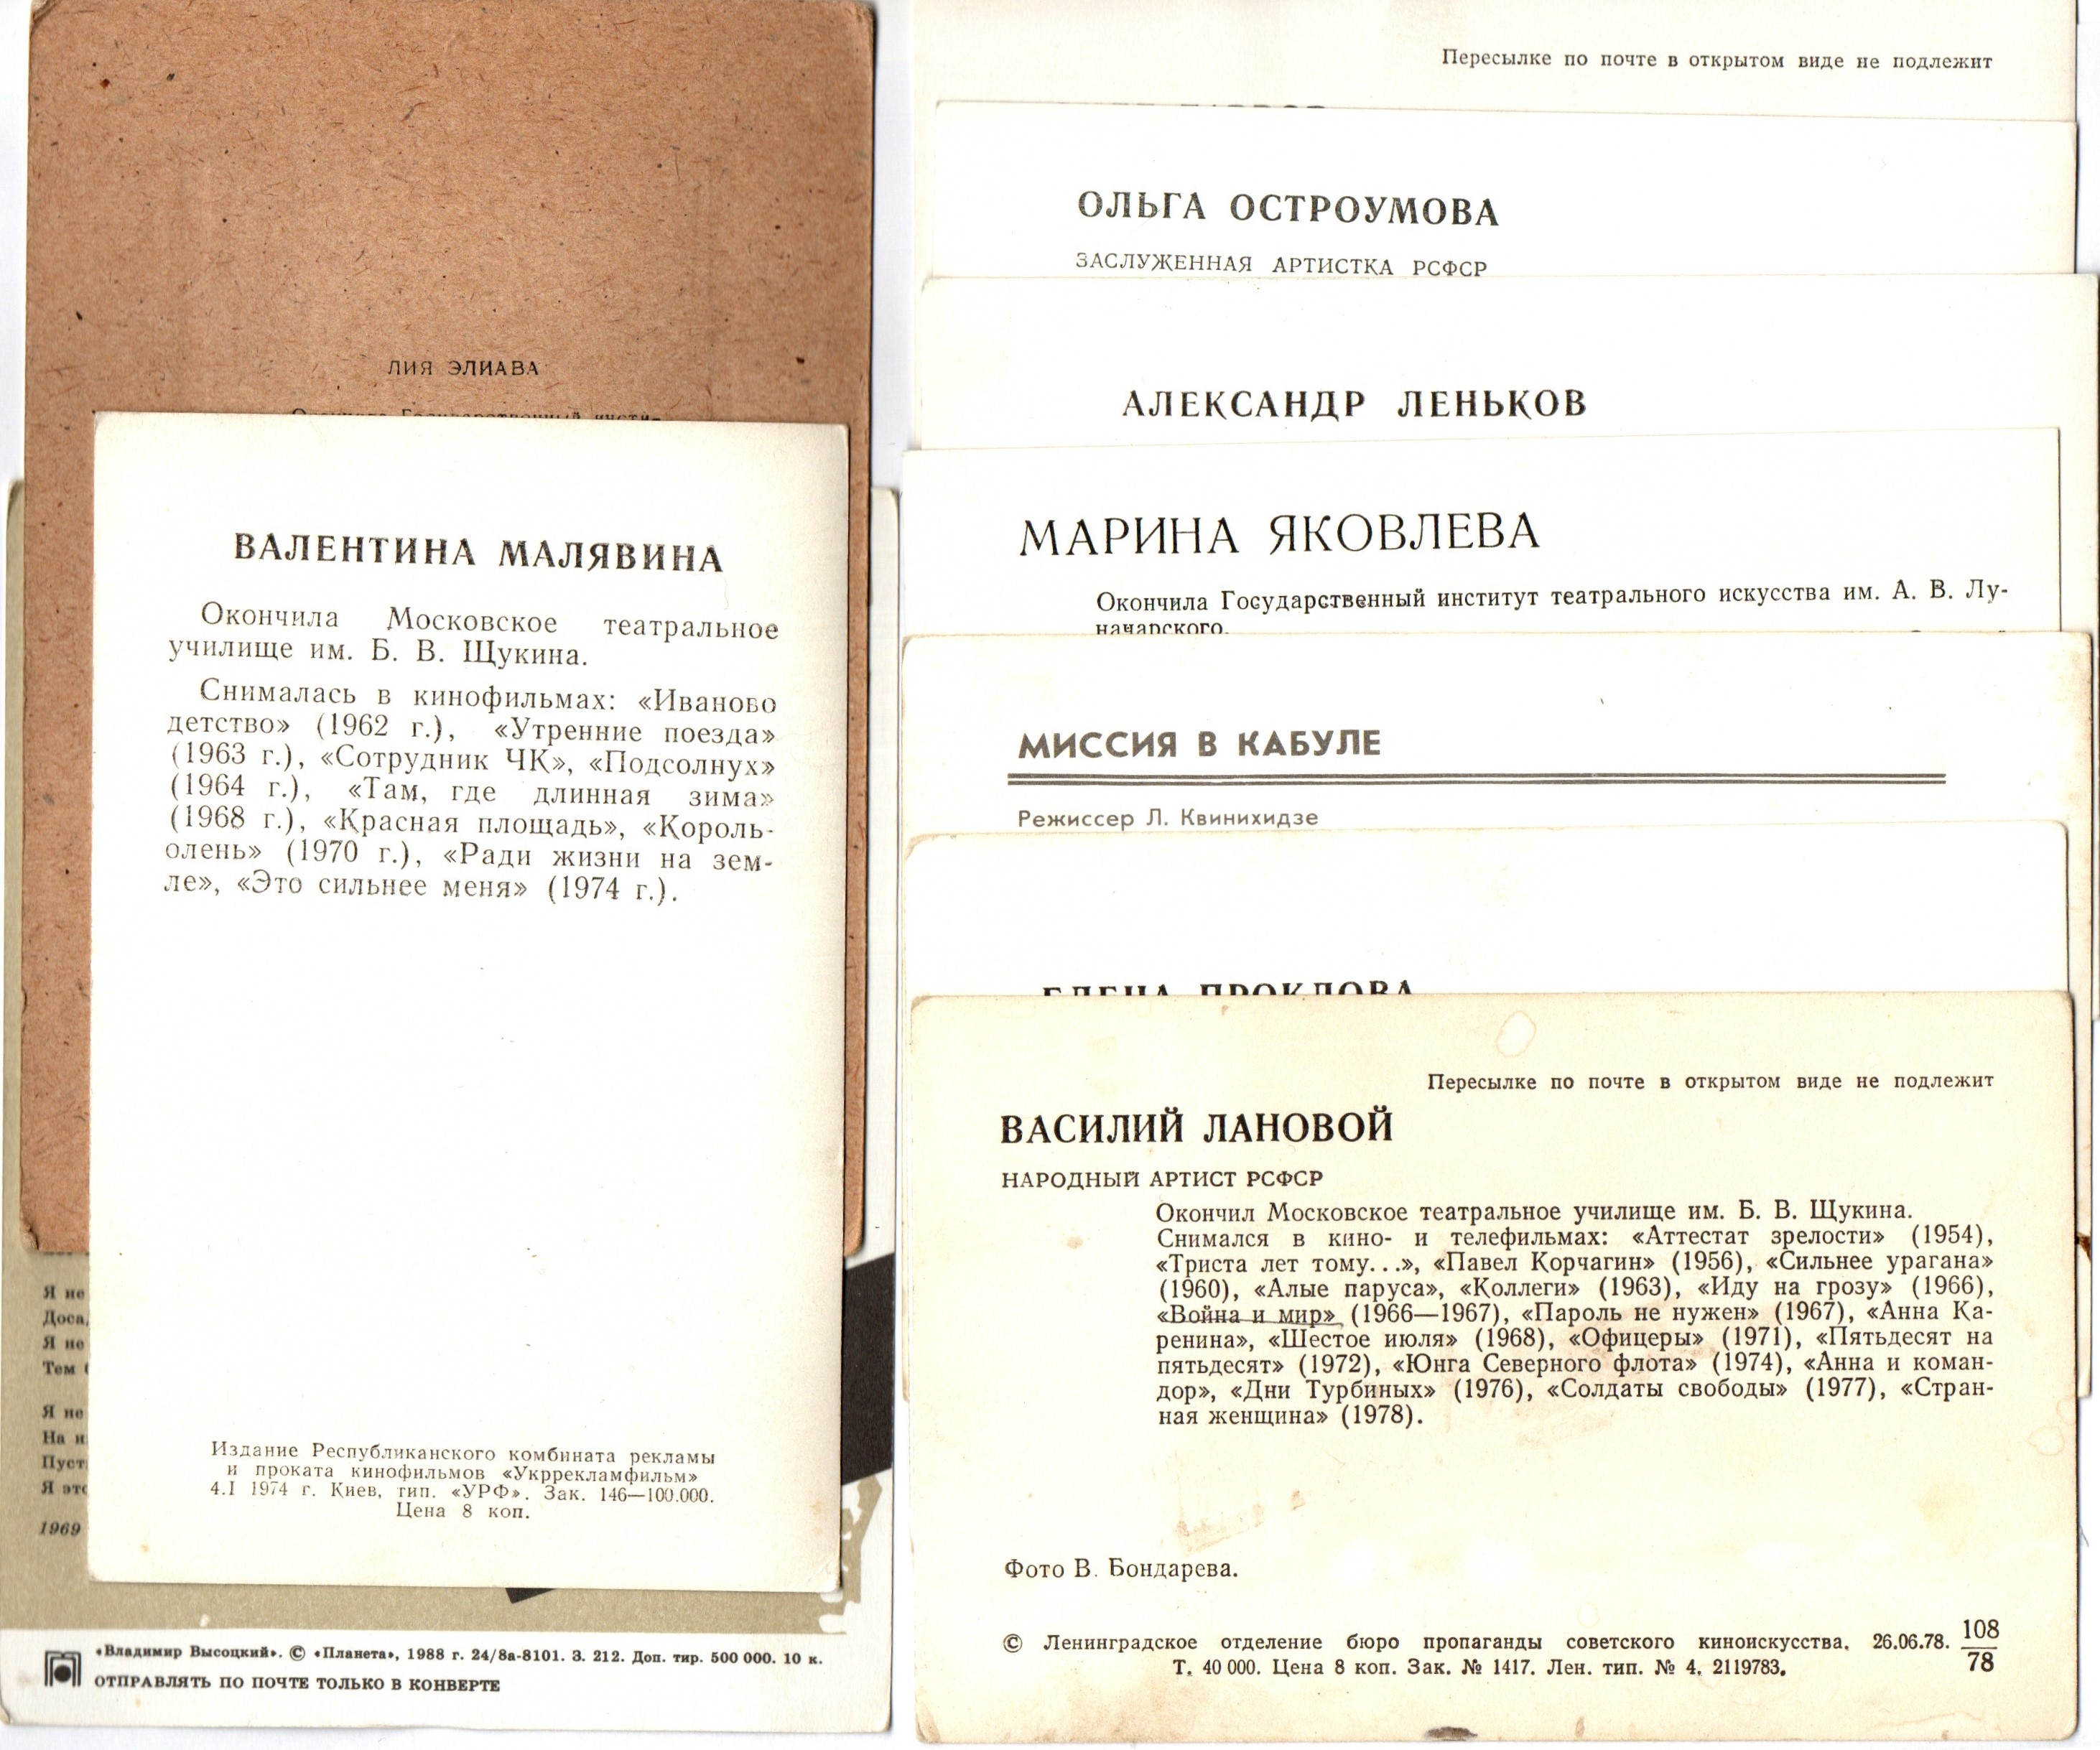 ЛИЯ ЭЛИАВА
ВАЛЕНТИНА МАЛЯВИНА
Окончила Московское театральное
училище им. Б. В. Щукина.
Снималась в кинофильмах: «Иваново
детство» (1962 г.), «Утренние поезда»
(1963 г.), «Сотрудник ЧК», «Подсолнух»
(1964 г.), «Там, где длинная зима»
(1968 г.), «Красная площадь», «Король-
олень» (1970 г.), «Ради жизни на зем-
ле», «Это сильнее меня» (1974 г.).
Издание Республиканского комбината рекламы
и проката кинофильмов «Укррекламфильм»
4.I 1974 г. Киев, тип. «УРФ». Зак. 146—100.000.
Цена 8 коп.
Я не
Я не
Тем
Я не
На
Я
1969
«Владимир Высоцкий». © «Планета», 1988 г. 24/8а-8101. З. 212. Доп. тир. 500 000. 10 к.
ОТПРАВЛЯТЬ ПО ПОЧТЕ ТОЛЬКО В КОНВЕРТЕ
Пересылке по почте в открытом виде не подлежит
ОЛЬГА ОСТРОУМОВА
ЗАСЛУЖЕННАЯ АРТИСТКА РСФСР
АЛЕКСАНДР ЛЕНЬКОВ
МАРИНА ЯКОВЛЕВА
Окончила Государственный институт театрального искусства им. А. В. Лу-
начарского.
МИССИЯ В КАБУЛЕ
Режиссер Л. Квинихидзе
ЕЛЕНА ПРОКЛОВА
Пересылке по почте в открытом виде не подлежит
ВАСИЛИЙ ЛАНОВОЙ
НАРОДНЫЙ АРТИСТ РСФСР
Окончил Московское театральное училище им. Б. В. Щукина.
Снимался в кино- и телефильмах: «Аттестат зрелости» (1954),
«Триста лет тому...», «Павел Корчагин» (1956), «Сильнее урагана»
(1960), «Алые паруса», «Коллеги» (1963), «Иду на грозу» (1966),
«Война и мир» (1966—1967), «Пароль не нужен» (1967), «Анна Ка-
ренина», «Шестое июля» (1968), «Офицеры» (1971), «Пятьдесят на
пятьдесят» (1972), «Юнга Северного флота» (1974), «Анна и коман-
дор», «Дни Турбиных» (1976), «Солдаты свободы» (1977), «Стран-
ная женщина» (1978).
Фото В. Бондарева.
© Ленинградское отделение бюро пропаганды советского киноискусства. 26.06.78. 108/78
Т. 40 000. Цена 8 коп. Зак. № 1417. Лен. тип. № 4. 2119783.